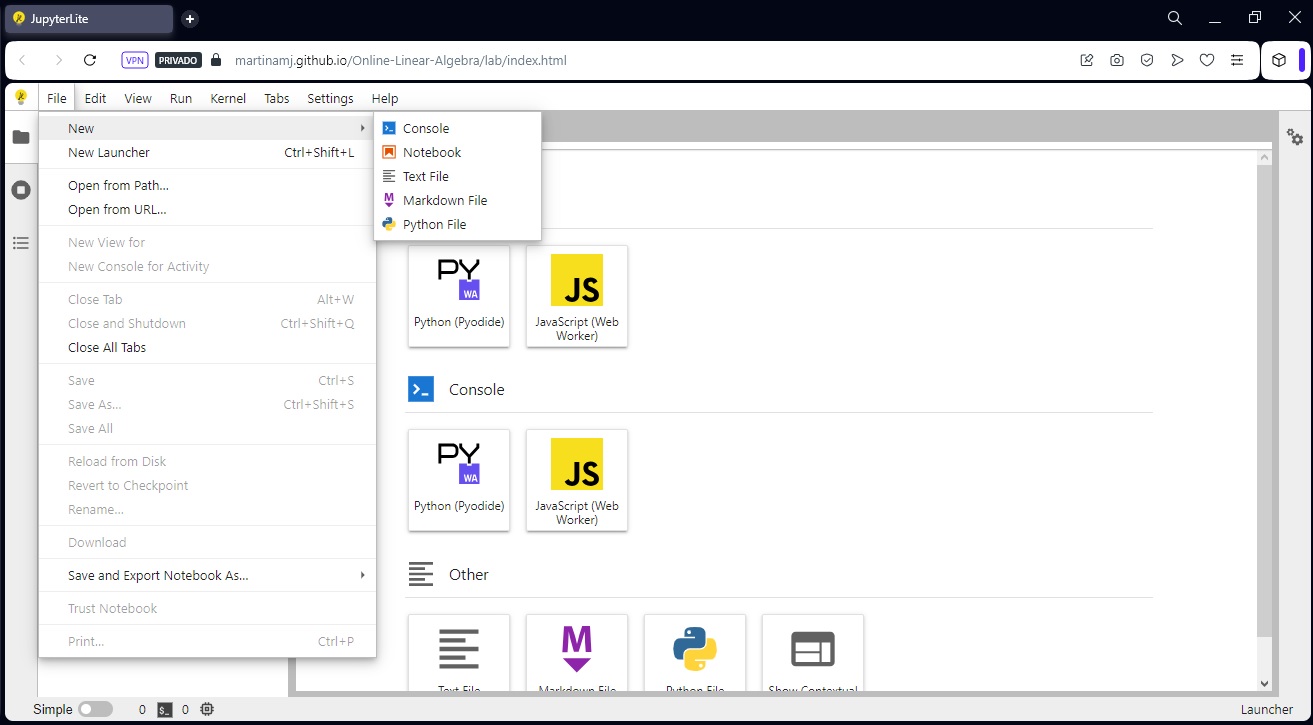 JupyterLite
VPN PRIVADO martinamj.github.io/Online-Linear-Algebra/lab/index.html
File Edit View Run Kernel Tabs Settings Help
New
New Launcher Ctrl+Shift+L
Open from Path...
Open from URL...
New View for
New Console for Activity
Close Tab Alt+W
Close and Shutdown Ctrl+Shift+Q
Close All Tabs
Save Ctrl+S
Save As... Ctrl+Shift+S
Save All
Reload from Disk
Revert to Checkpoint
Rename...
Download
Save and Export Notebook As...
Trust Notebook
Print... Ctrl+P
Console
Notebook
Text File
M Markdown File
Python File
PY WA
Python (Pyodide)
JS
JavaScript (Web
Worker)
Console
PY WA
Python (Pyodide)
JS
JavaScript (Web
Worker)
Other
Text File
M
Markdown File
Python File
Show Contextual
Simple 0 $_ 0 Launcher